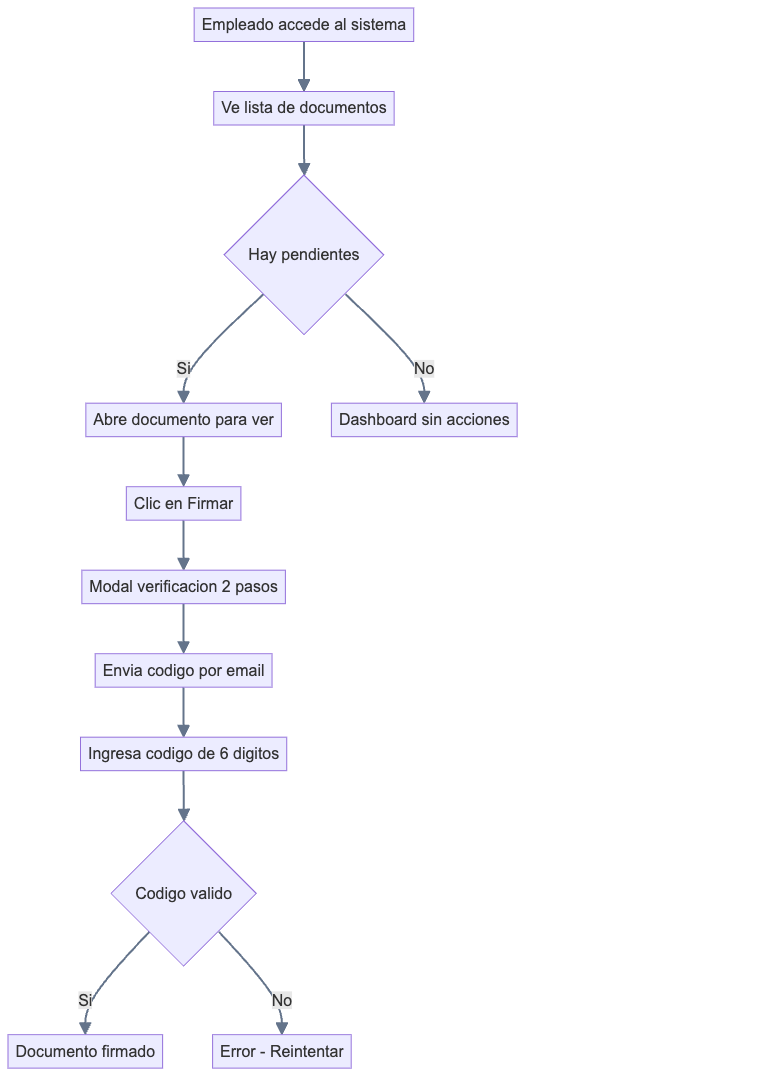 Empleado accede al sistema
Ve lista de documentos
Hay pendientes
Si
No
Abre documento para ver
Dashboard sin acciones
Clic en Firmar
Modal verificacion 2 pasos
Envia codigo por email
Ingresa codigo de 6 digitos
Codigo valido
Si
No
Documento firmado
Error - Reintentar